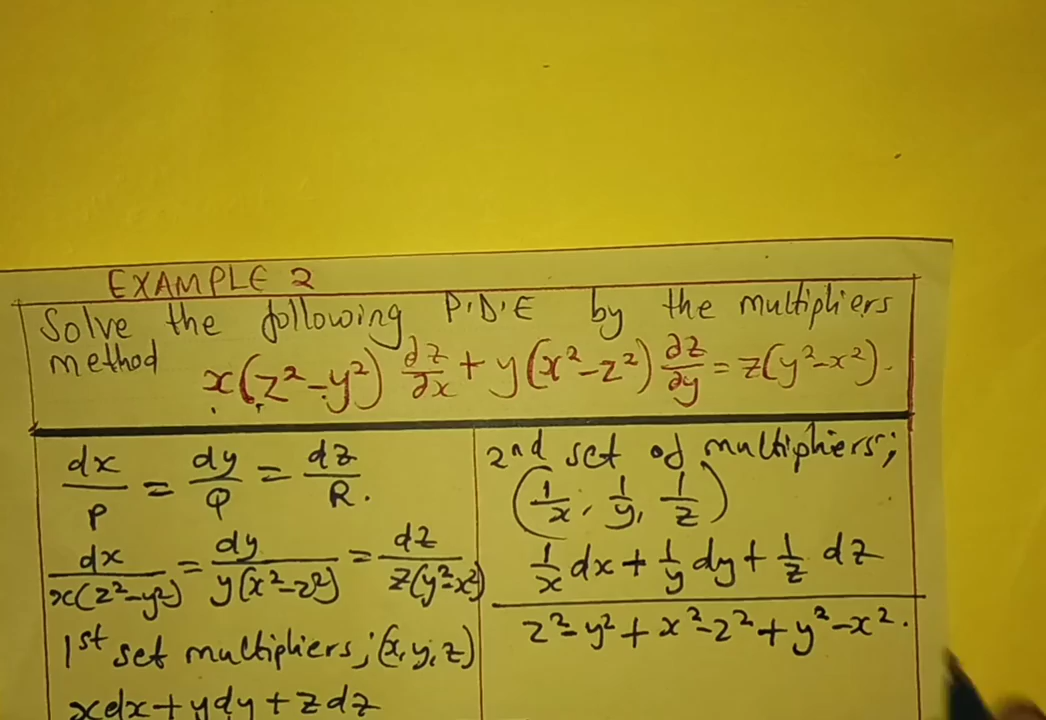 EXAMPLE 2
Solve the following P.D.E by the multipliers
method x(z²-y²) ∂z/∂x + y(x²-z²) ∂z/∂y = z(y²-x²).
dx/P = dy/Q = dz/R.
dx/x(z²-y²) = dy/y(x²-z²) = dz/z(y²-x²)
1st set multipliers; (x, y, z)
xdx+ydy+zdz
2nd set of multipliers;
(1/x, 1/y, 1/z)
1/x dx + 1/y dy + 1/z dz
z²-y²+x²-z²+y²-x².